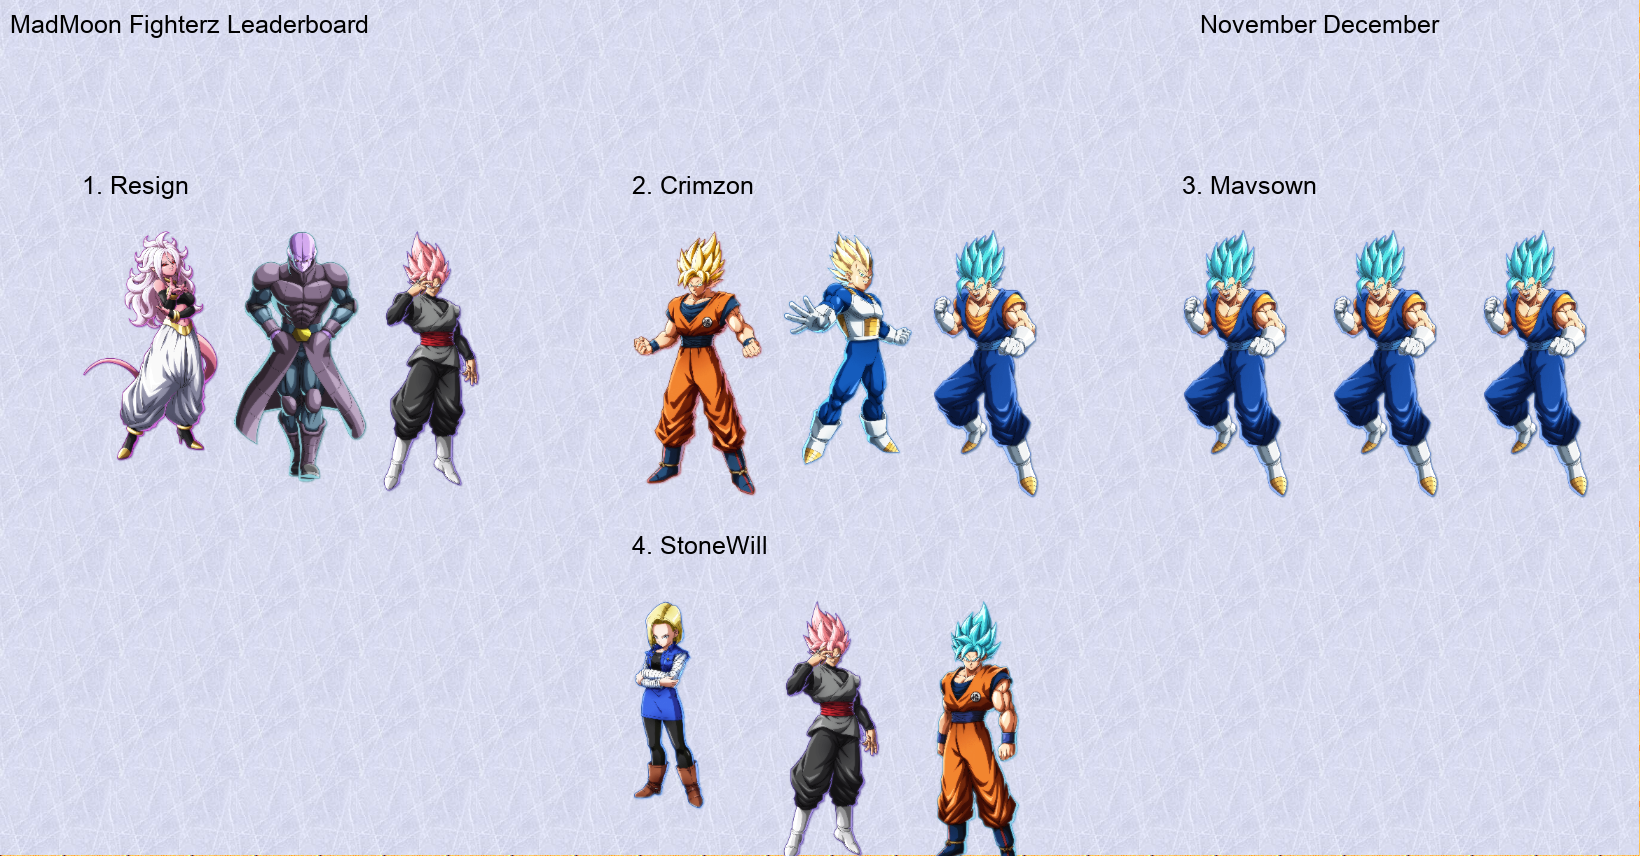 MadMoon Fighterz Leaderboard
November December
1. Resign
2. Crimzon
3. Mavsown
4. StoneWill